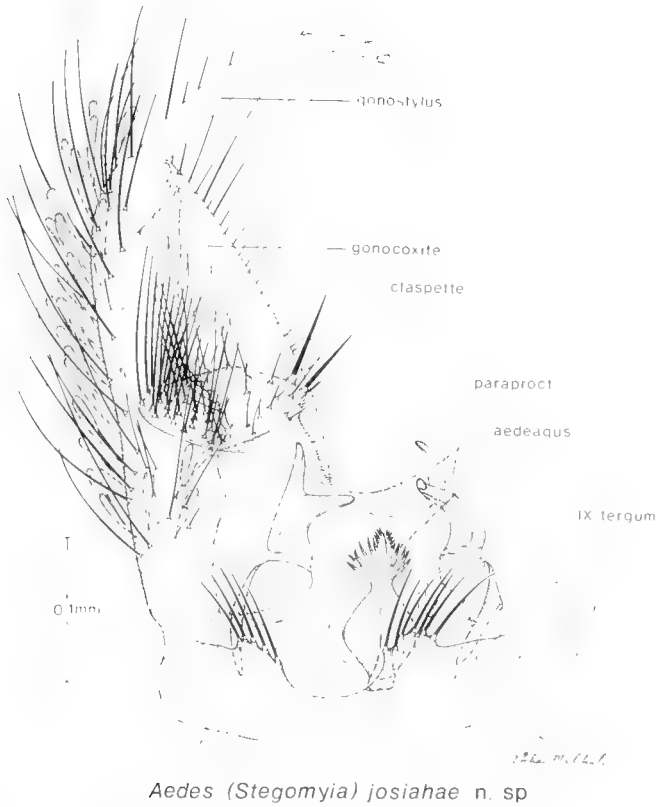 gonostylus
gonocoxite
claspette
paraproct
aedeagus
IX tergum
0.1mm
Aedes (Stegomyia) josiahae n. sp